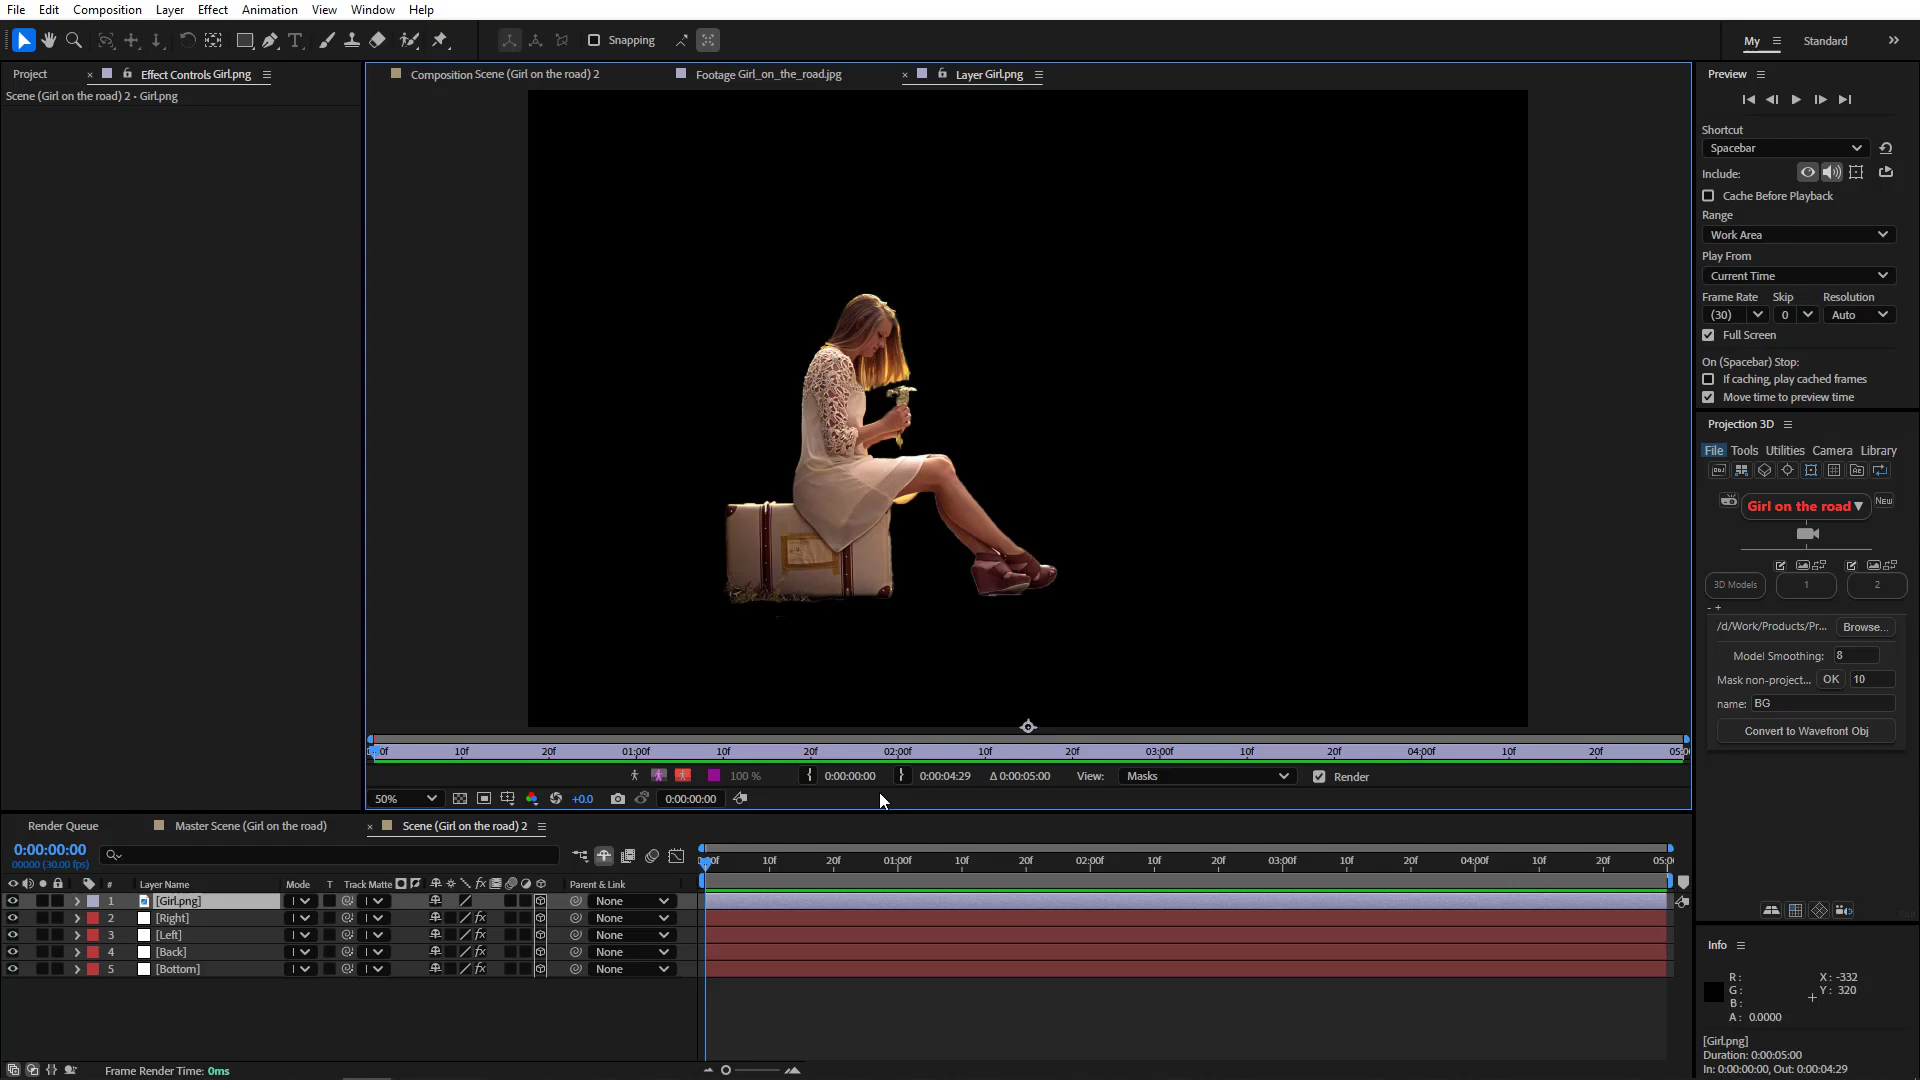 File Edit Composition Layer Effect Animation View Window Help
Snapping
My Standard
Project Effect Controls Girl.png
Scene (Girl on the road) 2 • Girl.png
Composition Scene (Girl on the road) 2 Footage Girl_on_the_road.jpg Layer Girl.png
Preview
Shortcut
Spacebar
Include:
Cache Before Playback
Range
Work Area
Play From
Current Time
Frame Rate Skip Resolution
(30) 0 Auto
Full Screen
On (Spacebar) Stop:
If caching, play cached frames
Move time to preview time
Projection 3D
File Tools Utilities Camera Library
Girl on the road New
3D Models 1 2
- +
/d/Work/Products/Pr... Browse...
Model Smoothing: 8
Mask non-project... OK 10
name: BG
Convert to Wavefront Obj
10f 20f 01:00f 10f 20f 02:00f 10f 20f 03:00f 10f 20f 04:00f 10f 20f
100 % 0:00:00:00 0:00:04:29 Δ 0:00:05:00 View: Masks Render
50% +0.0 0:00:00:00
Render Queue Master Scene (Girl on the road) Scene (Girl on the road) 2
0:00:00:00
00000 (30.00 fps)
10f 20f 01:00f 10f 20f 02:00f 10f 20f 03:00f 10f 20f 04:00f 10f 20f
# Layer Name Mode T Track Matte fx Parent & Link
1 [Girl.png] None
2 [Right] fx None
3 [Left] fx None
4 [Back] fx None
5 [Bottom] fx None
Frame Render Time: 0ms
Info
R: X: -332
G: Y: 320
B:
A: 0.0000
[Girl.png]
Duration: 0:00:05:00
In: 0:00:00:00, Out: 0:00:04:29